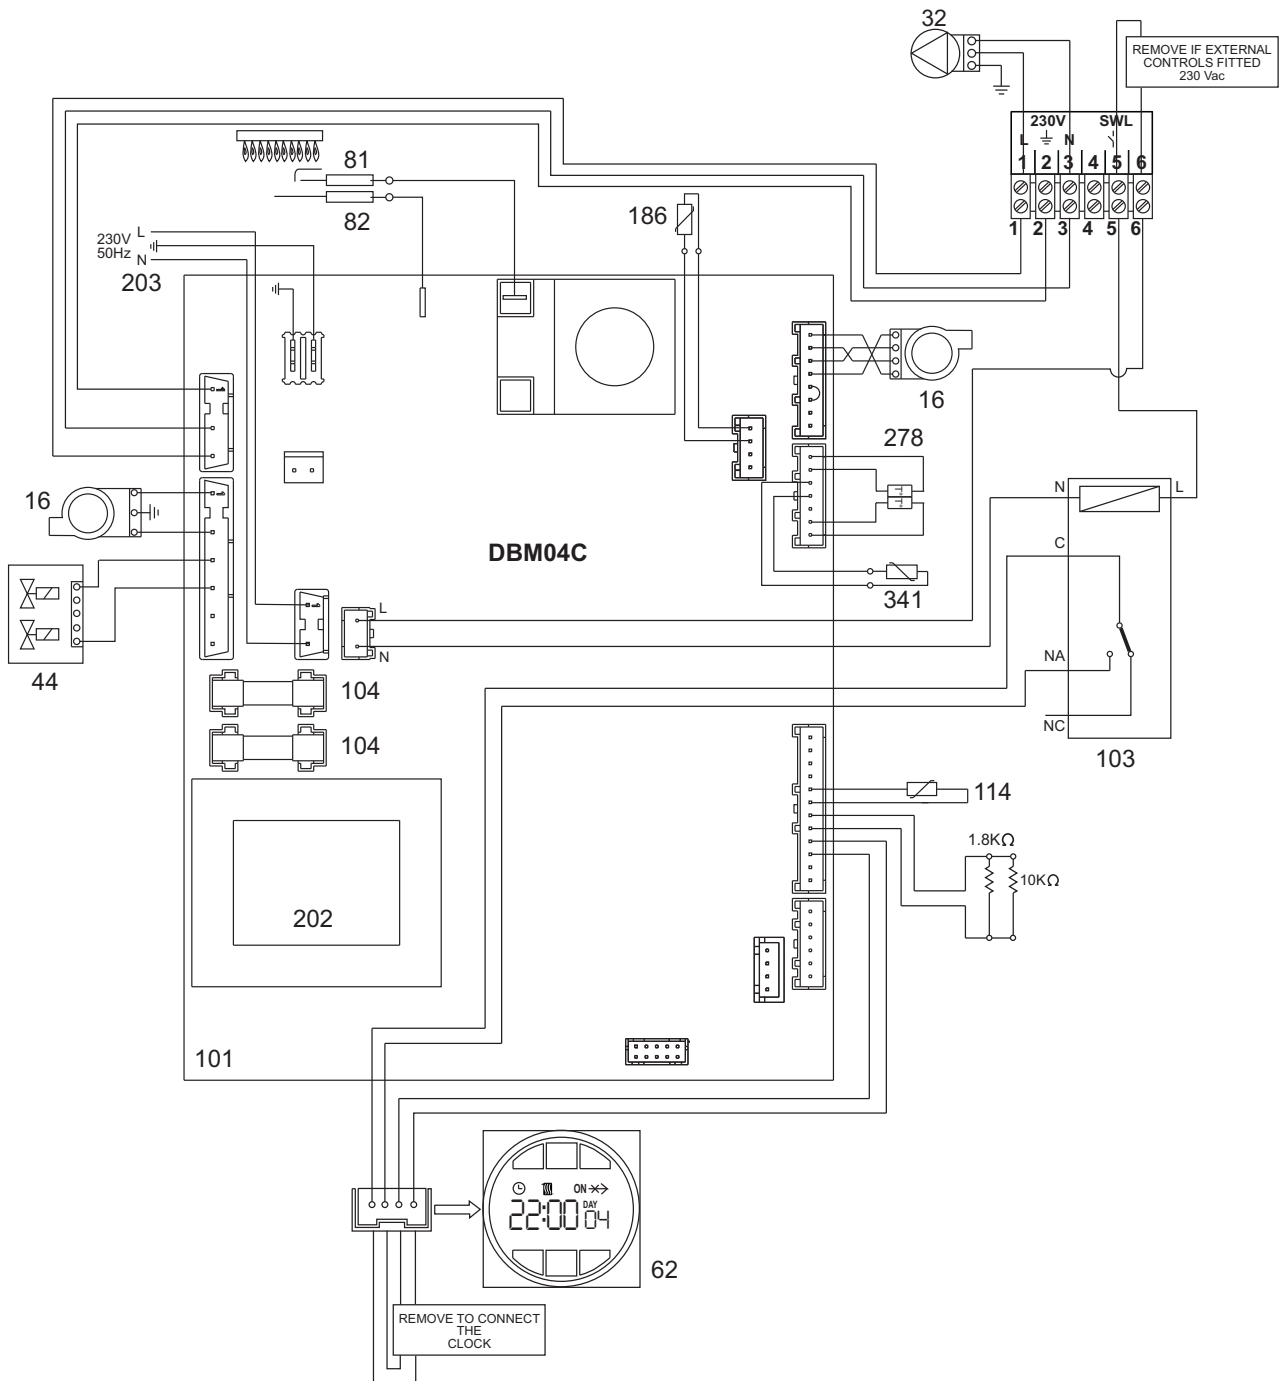 32
REMOVE IF EXTERNAL
CONTROLS FITTED
230 Vac
230V
SWL
L
N
1
2
3
4
5
6
1
2
3
4
5
6
81
82
186
230V
50Hz
L
N
203
16
278
16
DBM04C
341
44
L
N
104
104
N
L
C
NA
NC
103
114
1.8KΩ
10KΩ
202
101
ON
22:00
DAY
04
62
REMOVE TO CONNECT
THE
CLOCK